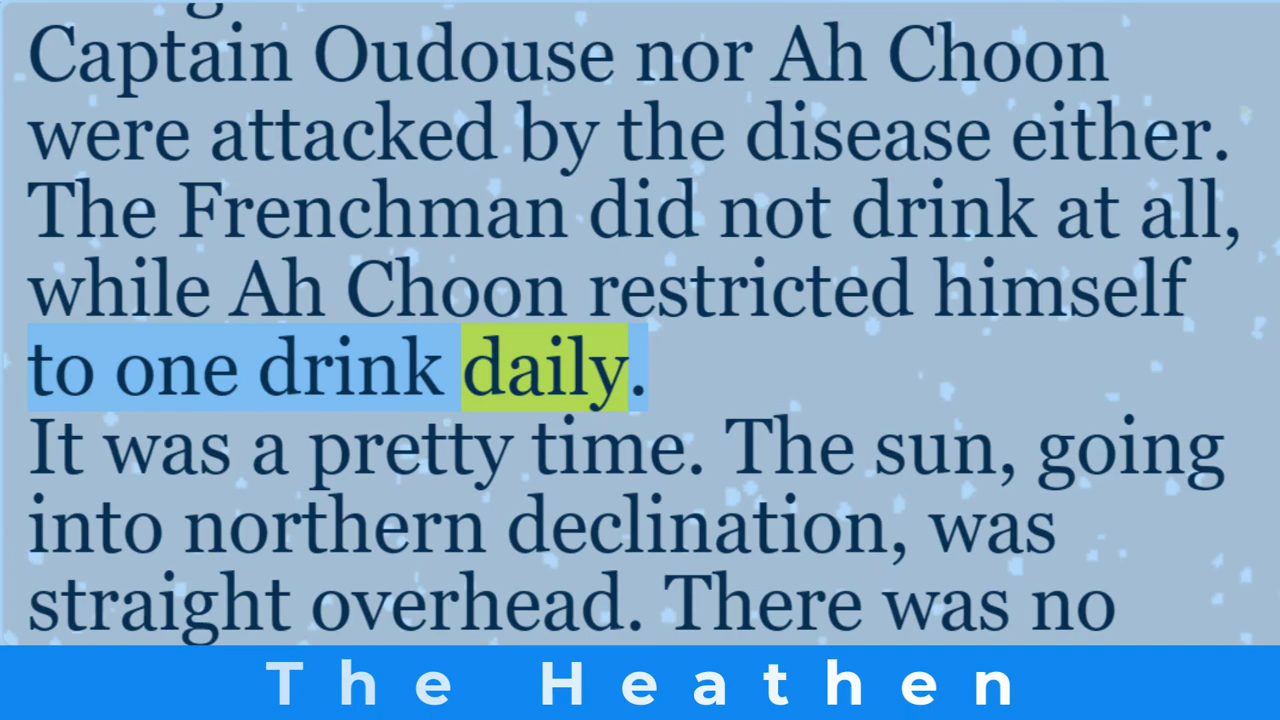 Captain Oudouse nor Ah Choon
were attacked by the disease either.
The Frenchman did not drink at all,
while Ah Choon restricted himself
to one drink daily.
It was a pretty time. The sun, going
into northern declination, was
straight overhead. There was no
The Heathen